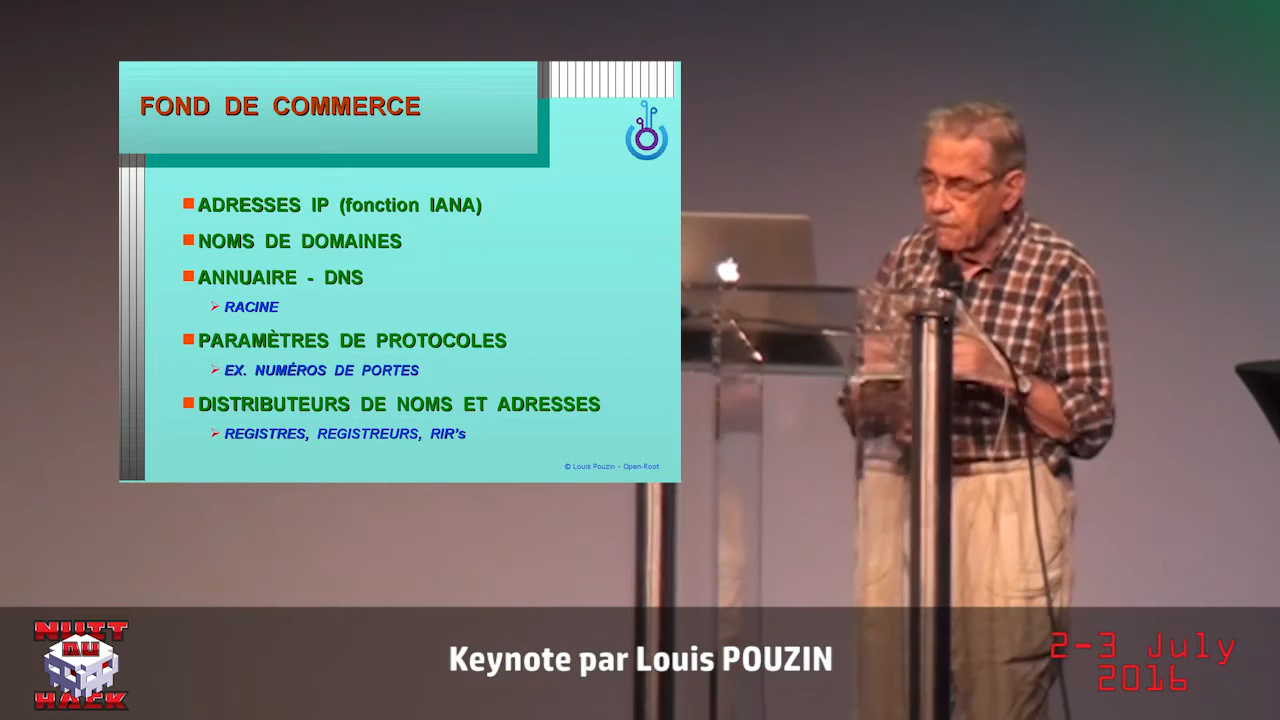 FOND DE COMMERCE
ADRESSES IP (fonction IANA)
NOMS DE DOMAINES
ANNUAIRE - DNS
RACINE
PARAMÈTRES DE PROTOCOLES
EX. NUMÉROS DE PORTES
DISTRIBUTEURS DE NOMS ET ADRESSES
REGISTRES, REGISTREURS, RIR's
© Louis Pouzin - Open-Root
NUIT
DU
HACK
Keynote par Louis POUZIN
2-3 July
2016